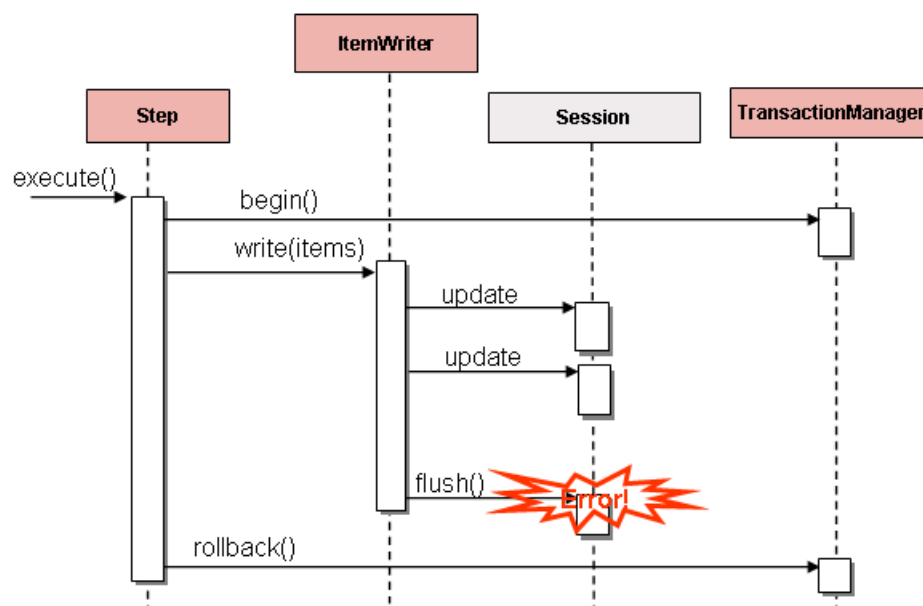 ItemWriter
Step
Session
TransactionManager
execute()
begin()
write(items)
update
update
flush()
Error!
rollback()